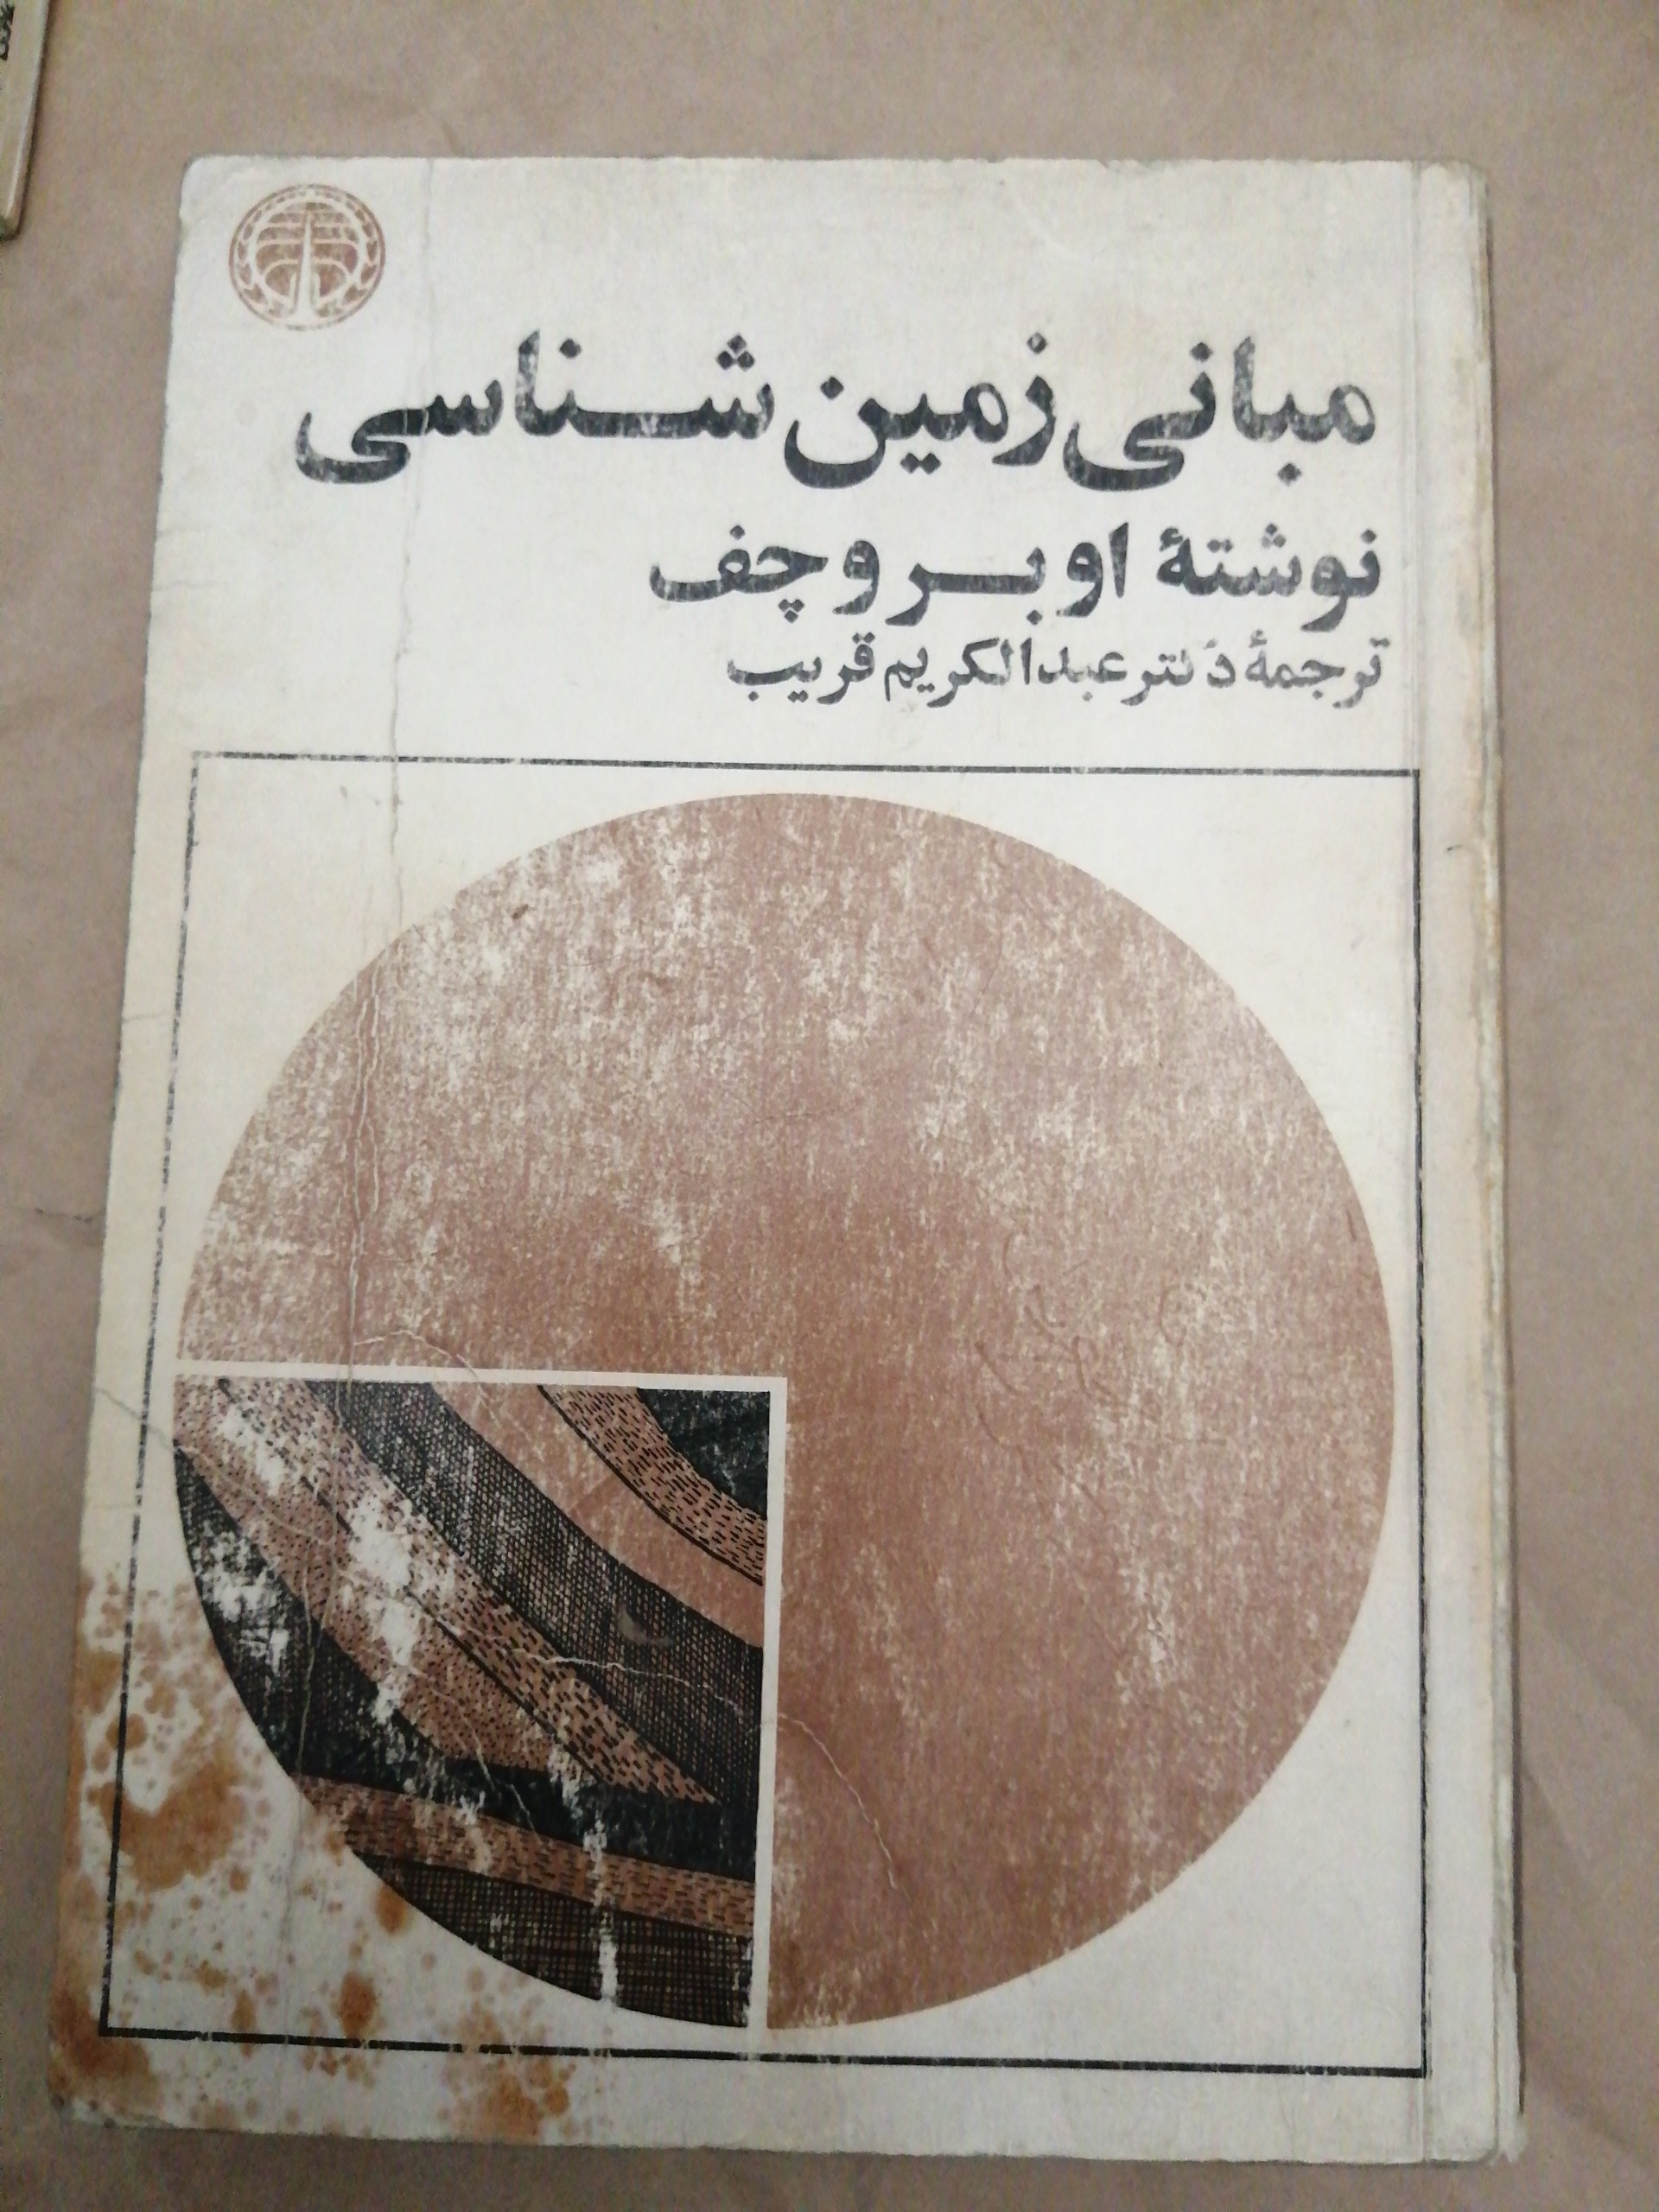 مبانی زمین شناسی
نوشتهٔ اوبروچف
ترجمهٔ دکتر عبدالکریم قریب